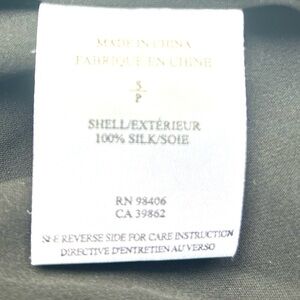 MADE IN CHINA
FABRIQUE EN CHINE
S
P
SHELL/EXTÉRIEUR
100% SILK/SOIE
RN 98406
CA 39862
SEE REVERSE SIDE FOR CARE INSTRUCTION
DIRECTIVE D'ENTRETIEN AU VERSO